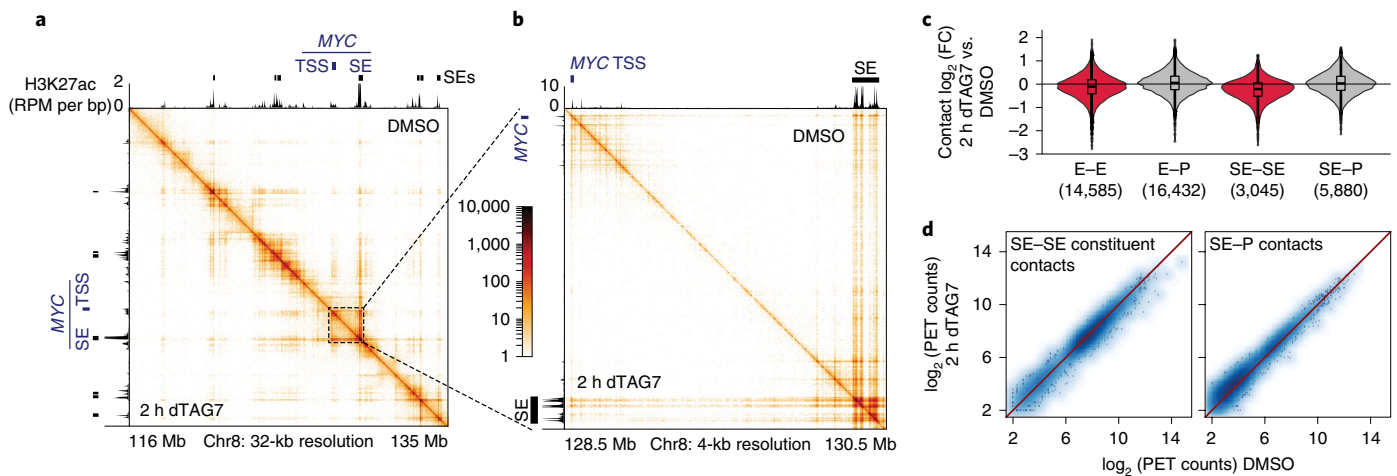 a
MYC
TSS SE
H3K27ac
(RPM per bp)
2
0
SEs
DMSO
MYC
SE TSS
2 h dTAG7
116 Mb Chr8: 32-kb resolution 135 Mb
b
MYC TSS
SE
10
0
MYC
DMSO
10,000
1,000
100
10
1
2 h dTAG7
SE
128.5 Mb Chr8: 4-kb resolution 130.5 Mb
c
Contact log2 (FC)
2 h dTAG7 vs.
DMSO
2
1
0
−1
−2
−3
E–E E–P SE–SE SE–P
(14,585) (16,432) (3,045) (5,880)
d
SE–SE constituent
contacts
SE–P contacts
log2 (PET counts)
2 h dTAG7
14
10
6
2
2 6 10 14 2 6 10 14
log2 (PET counts) DMSO